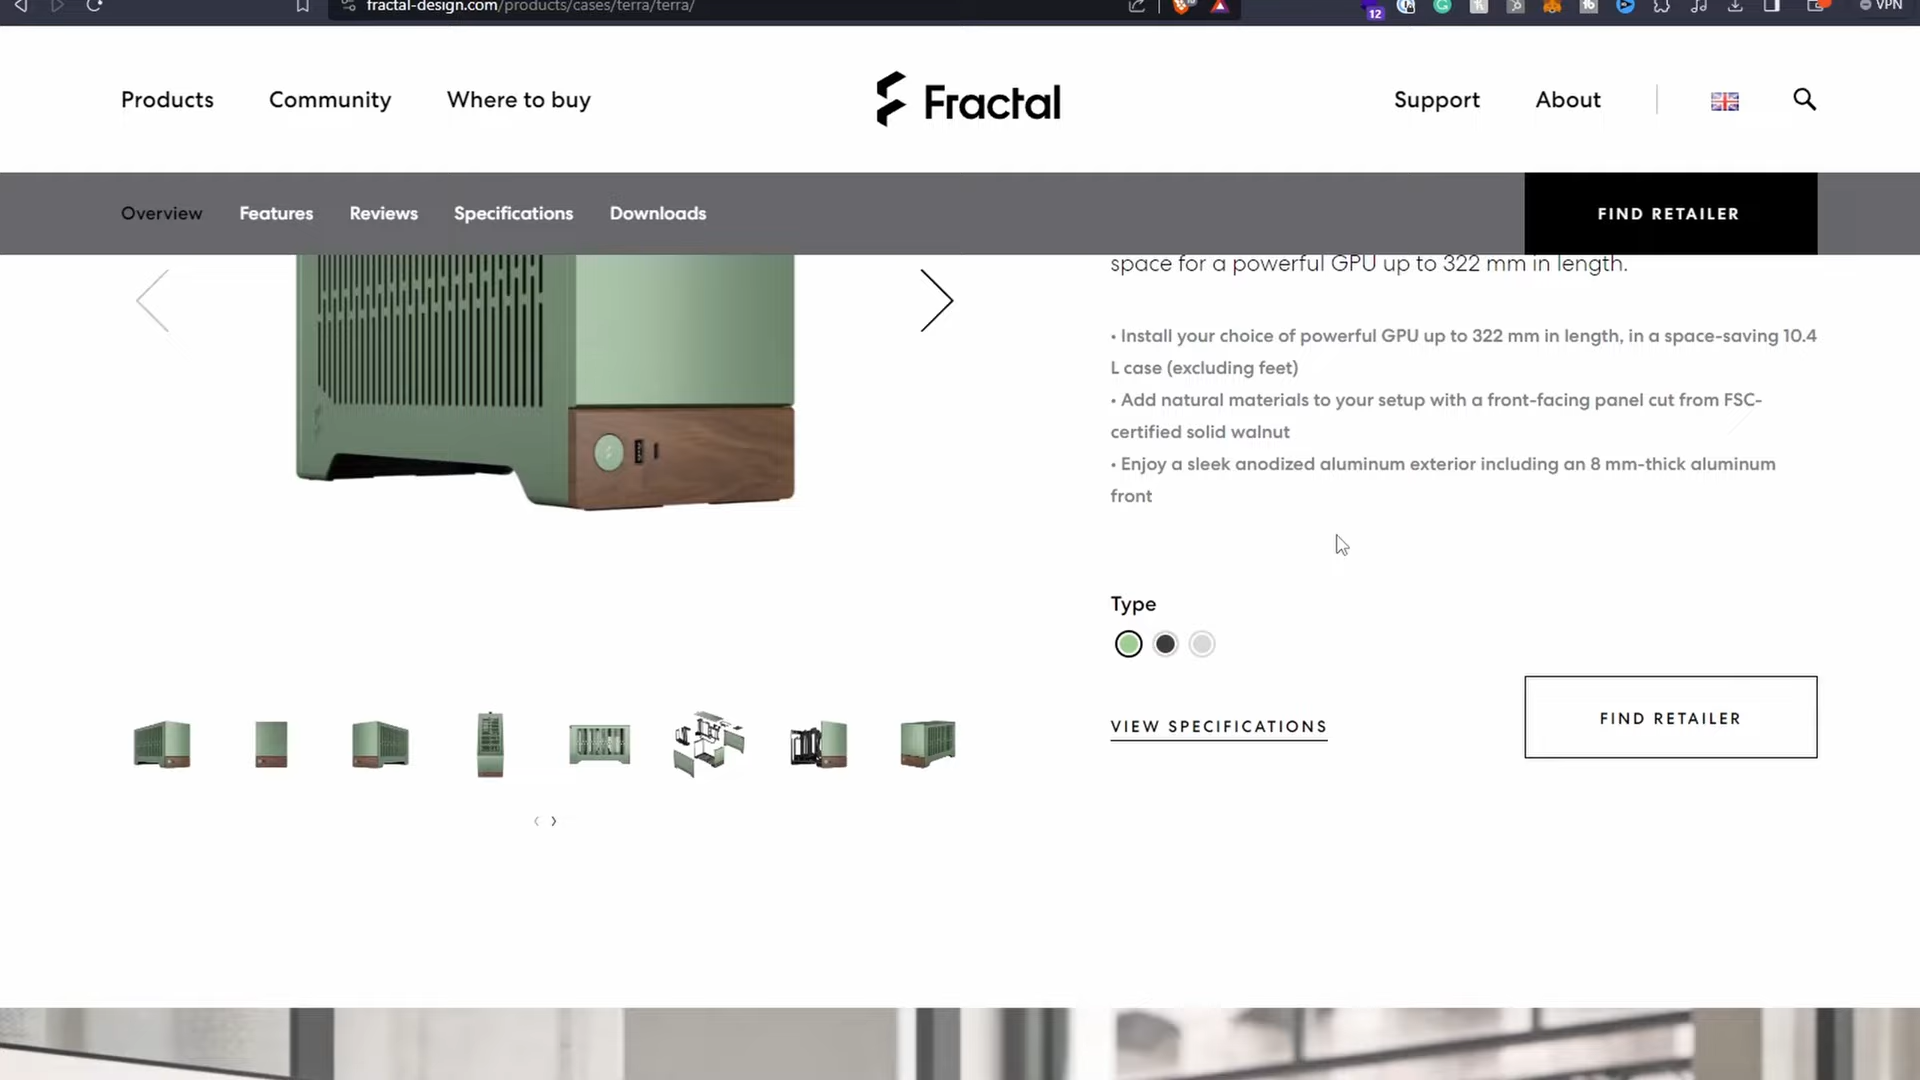 fractal-design.com/products/cases/terra/terra/
12
VPN
Products
Community
Where to buy
Fractal
Support
About
Overview
Features
Reviews
Specifications
Downloads
FIND RETAILER
space for a powerful GPU up to 322 mm in length.
• Install your choice of powerful GPU up to 322 mm in length, in a space-saving 10.4
L case (excluding feet)
• Add natural materials to your setup with a front-facing panel cut from FSC-
certified solid walnut
• Enjoy a sleek anodized aluminum exterior including an 8 mm-thick aluminum
front
Type
VIEW SPECIFICATIONS
FIND RETAILER